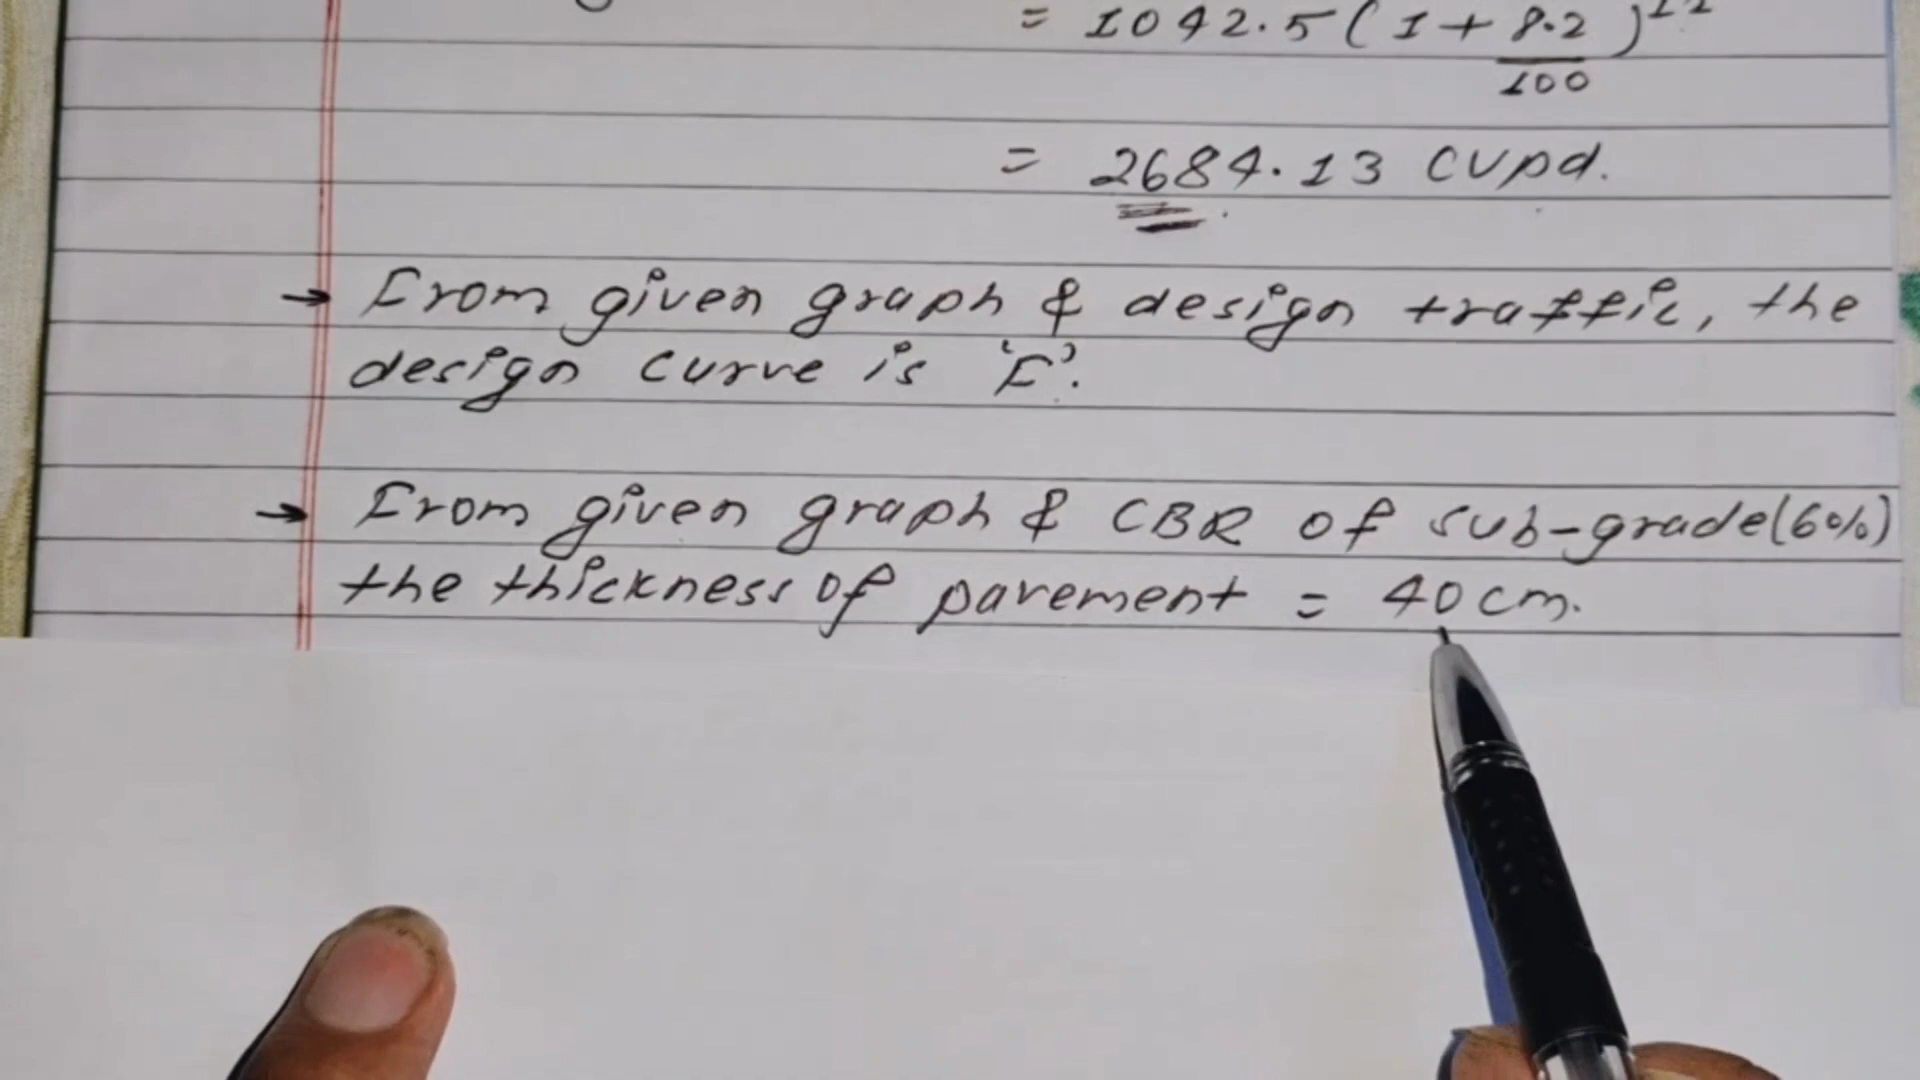 = 1042.5 (1 + 8.2/100)
= 2684.13 CVpd.
→ From given graph & design traffic, the
design curve is 'F'.
→ From given graph & CBR of sub-grade (6%)
the thickness of pavement = 40 cm.